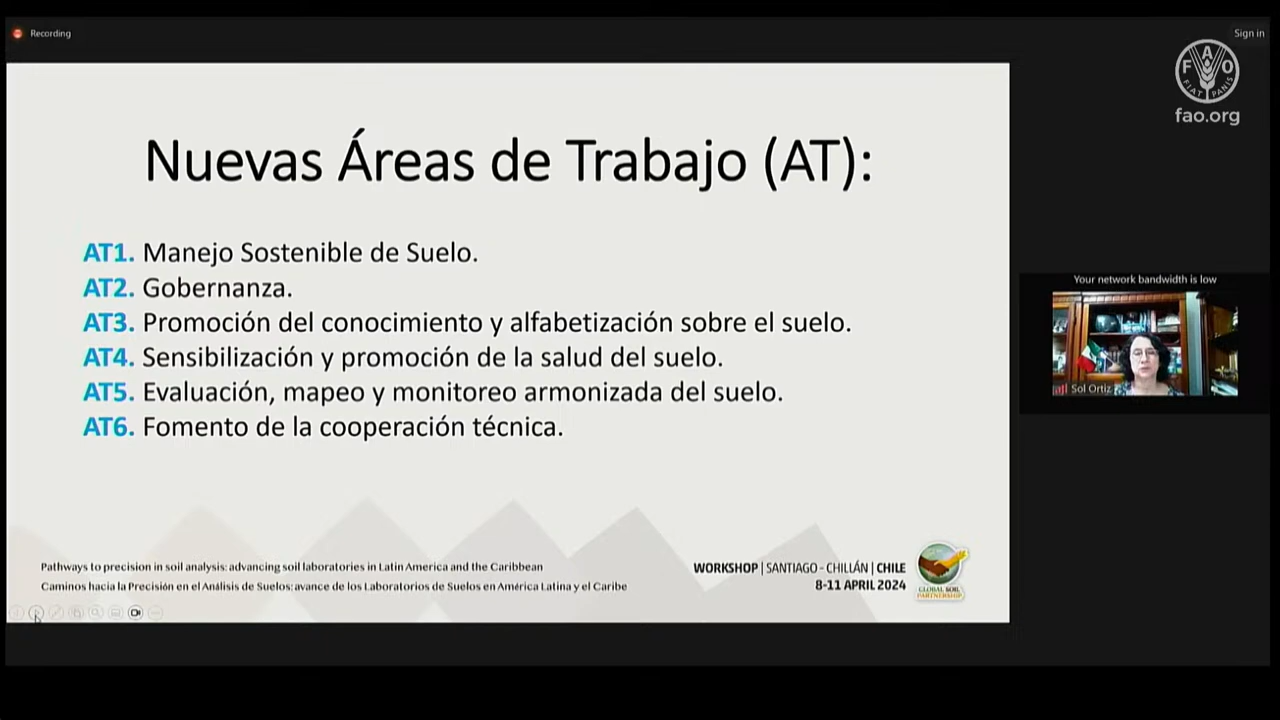 Recording
Sign in
F A O
FIAT PANIS
fao.org
Nuevas Áreas de Trabajo (AT):
AT1. Manejo Sostenible de Suelo.
AT2. Gobernanza.
AT3. Promoción del conocimiento y alfabetización sobre el suelo.
AT4. Sensibilización y promoción de la salud del suelo.
AT5. Evaluación, mapeo y monitoreo armonizada del suelo.
AT6. Fomento de la cooperación técnica.
Your network bandwidth is low
Sol Ortiz
Pathways to precision in soil analysis: advancing soil laboratories in Latin America and the Caribbean
Caminos hacia la Precisión en el Análisis de Suelos: avance de los Laboratorios de Suelos en América Latina y el Caribe
WORKSHOP | SANTIAGO - CHILLÁN | CHILE
8-11 APRIL 2024
GLOBAL SOIL
PARTNERSHIP